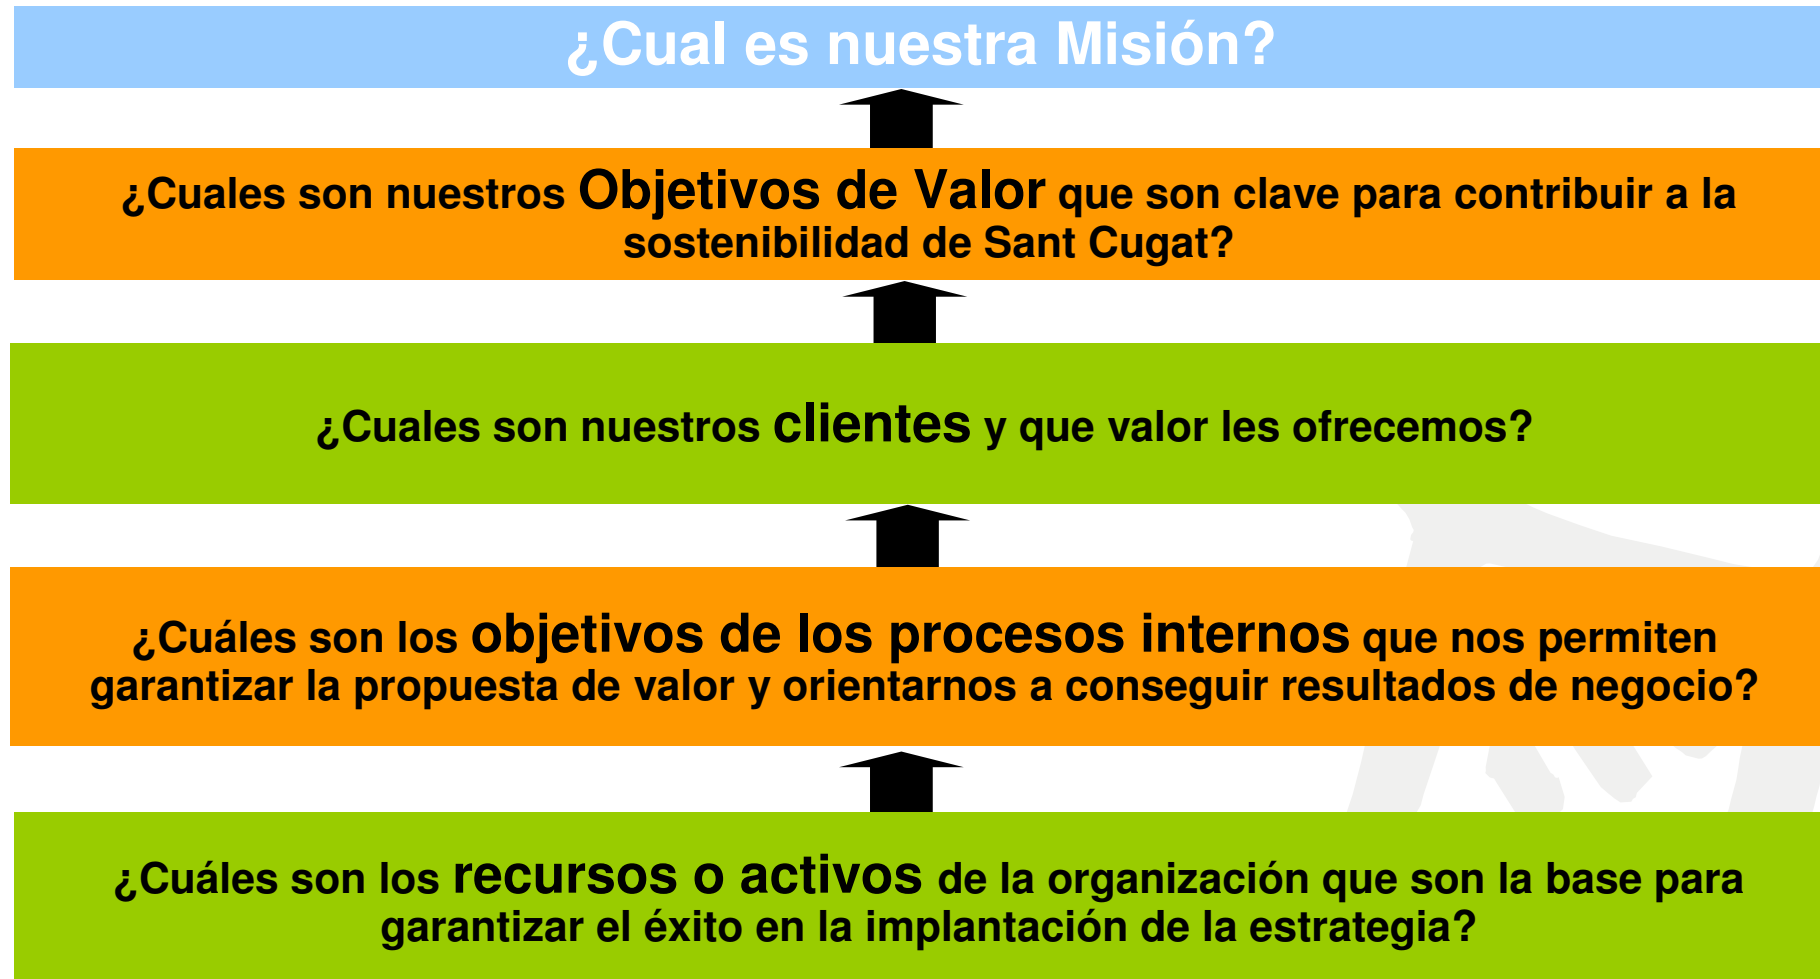 ¿Cual es nuestra Misión?
¿Cuales son nuestros Objetivos de Valor que son clave para contribuir a la
sostenibilidad de Sant Cugat?
¿Cuales son nuestros clientes y que valor les ofrecemos?
¿Cuáles son los objetivos de los procesos internos que nos permiten
garantizar la propuesta de valor y orientarnos a conseguir resultados de negocio?
¿Cuáles son los recursos o activos de la organización que son la base para
garantizar el éxito en la implantación de la estrategia?